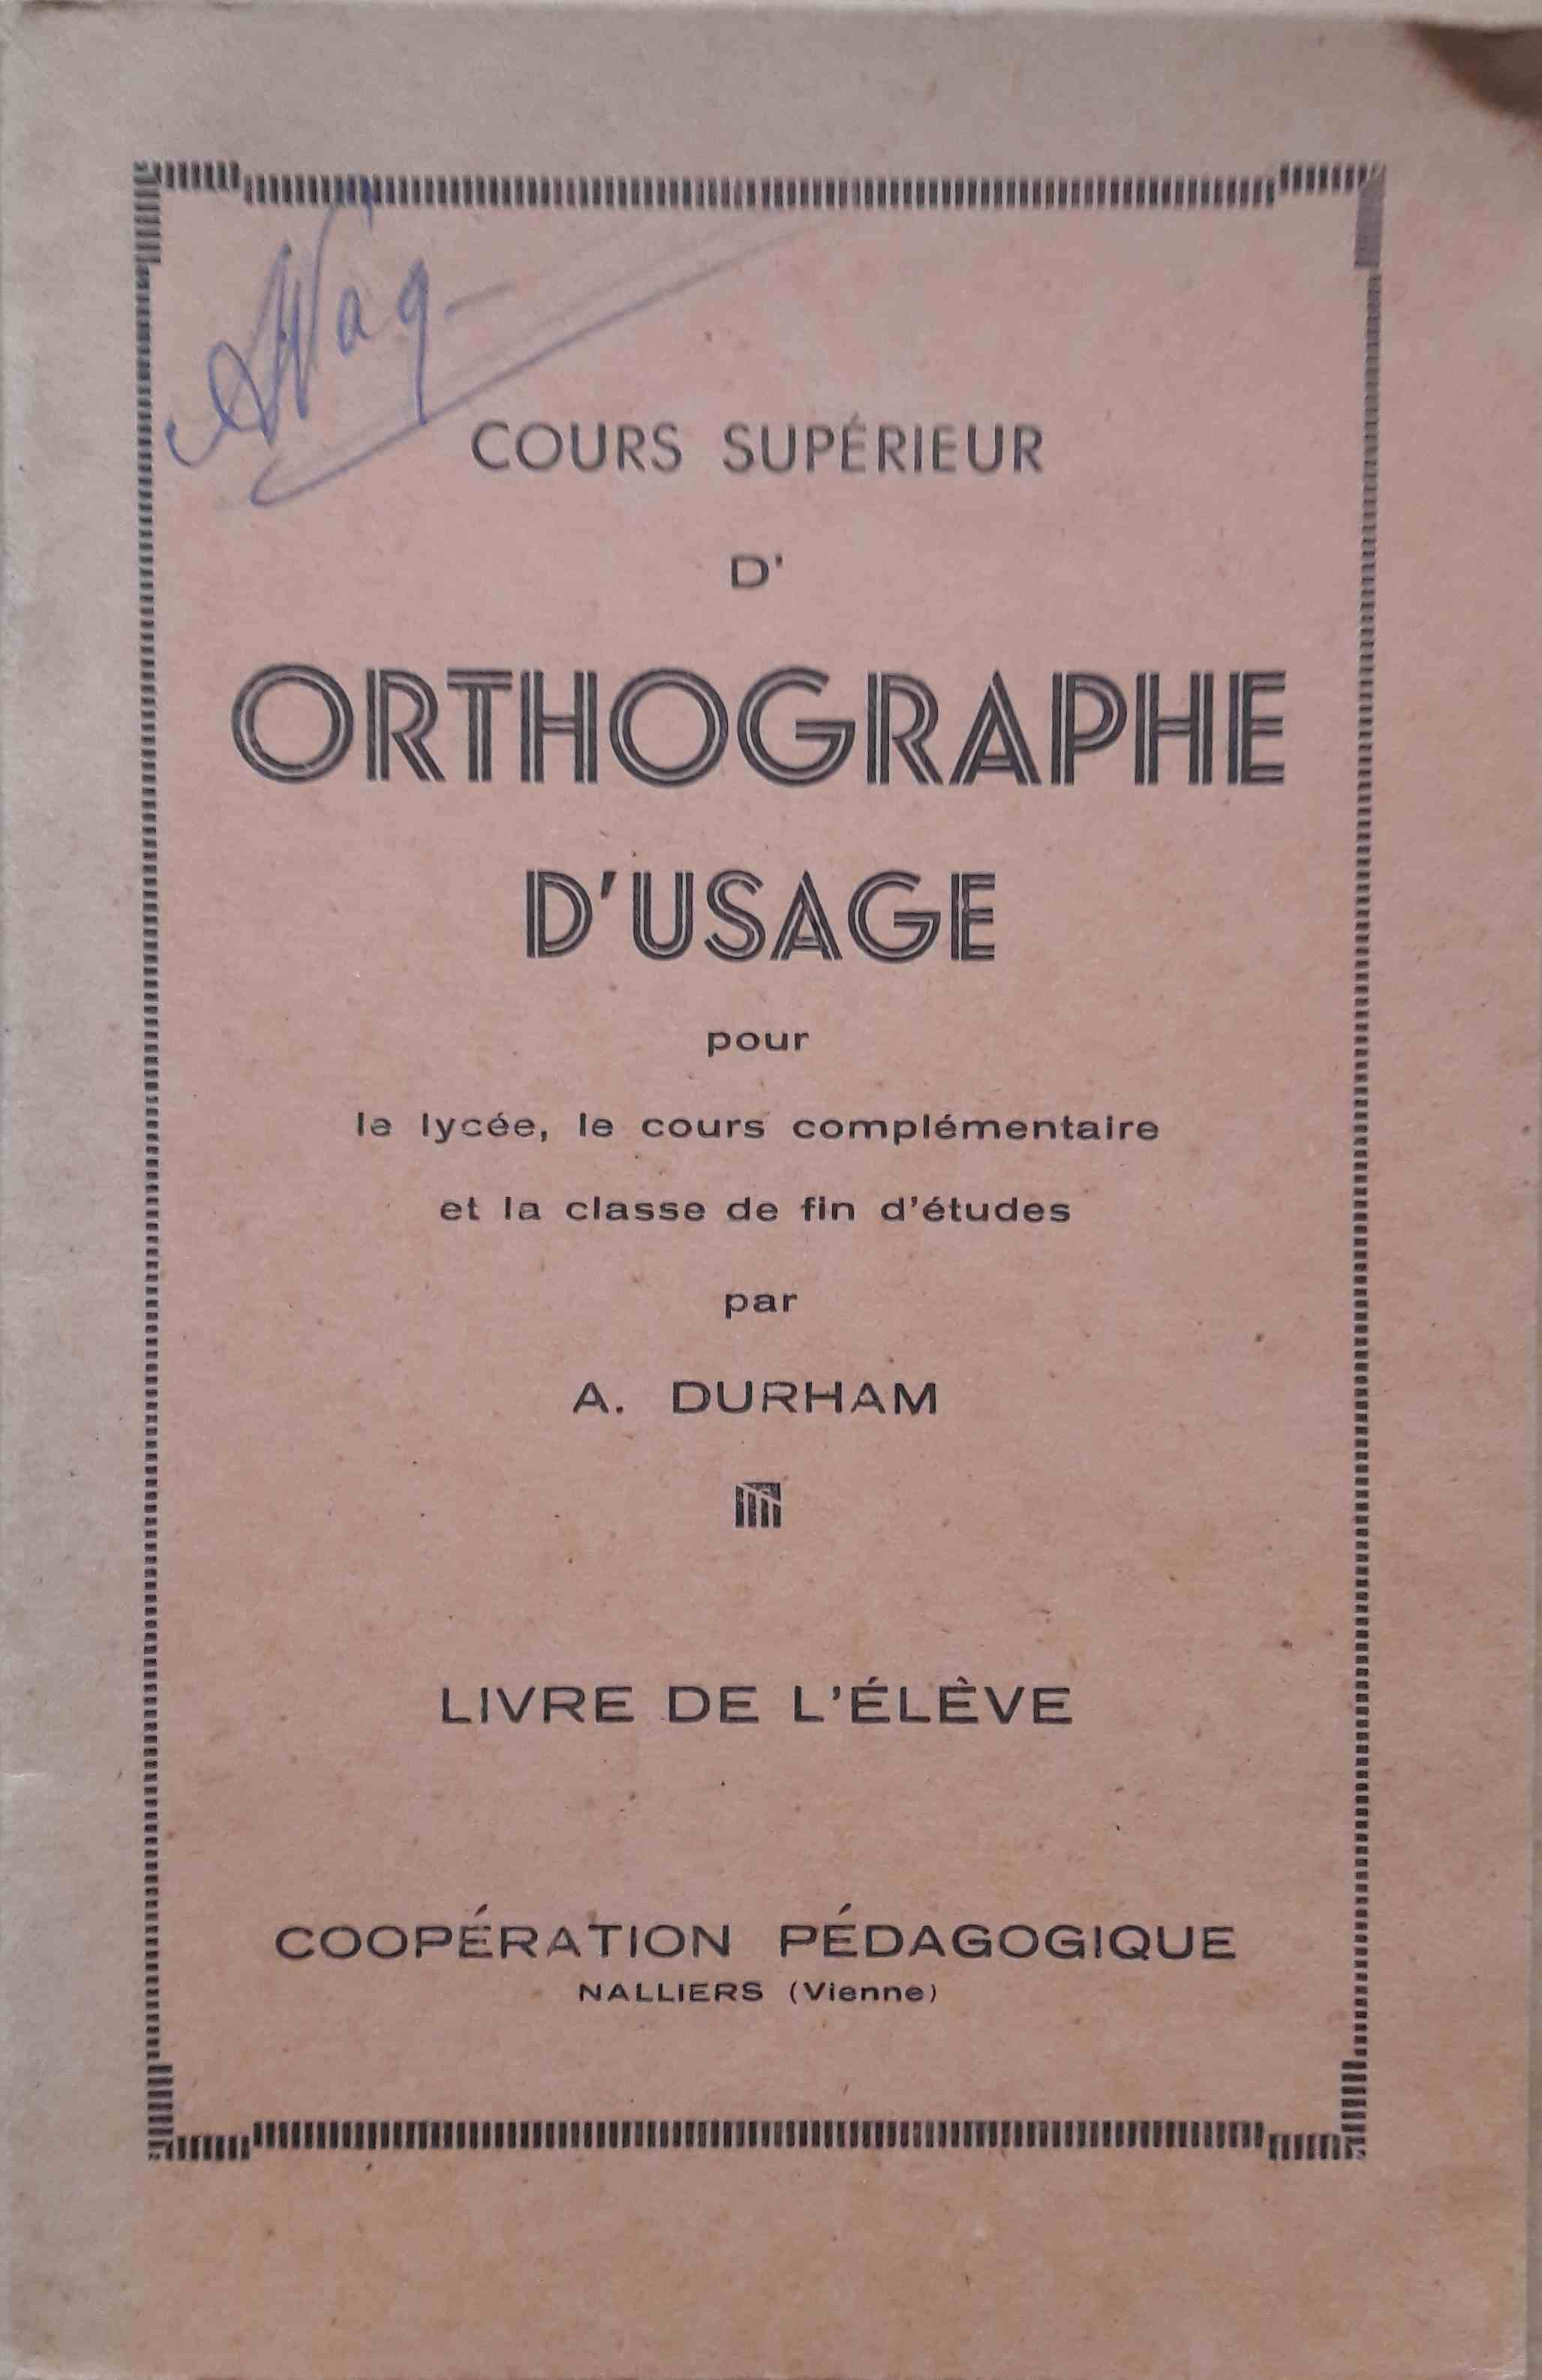 COURS SUPÉRIEUR
D'
ORTHOGRAPHE
D'USAGE
pour
le lycée, le cours complémentaire
et la classe de fin d'études
par
A. DURHAM
LIVRE DE L'ÉLÈVE
COOPÉRATION PÉDAGOGIQUE
NALLIERS (Vienne)